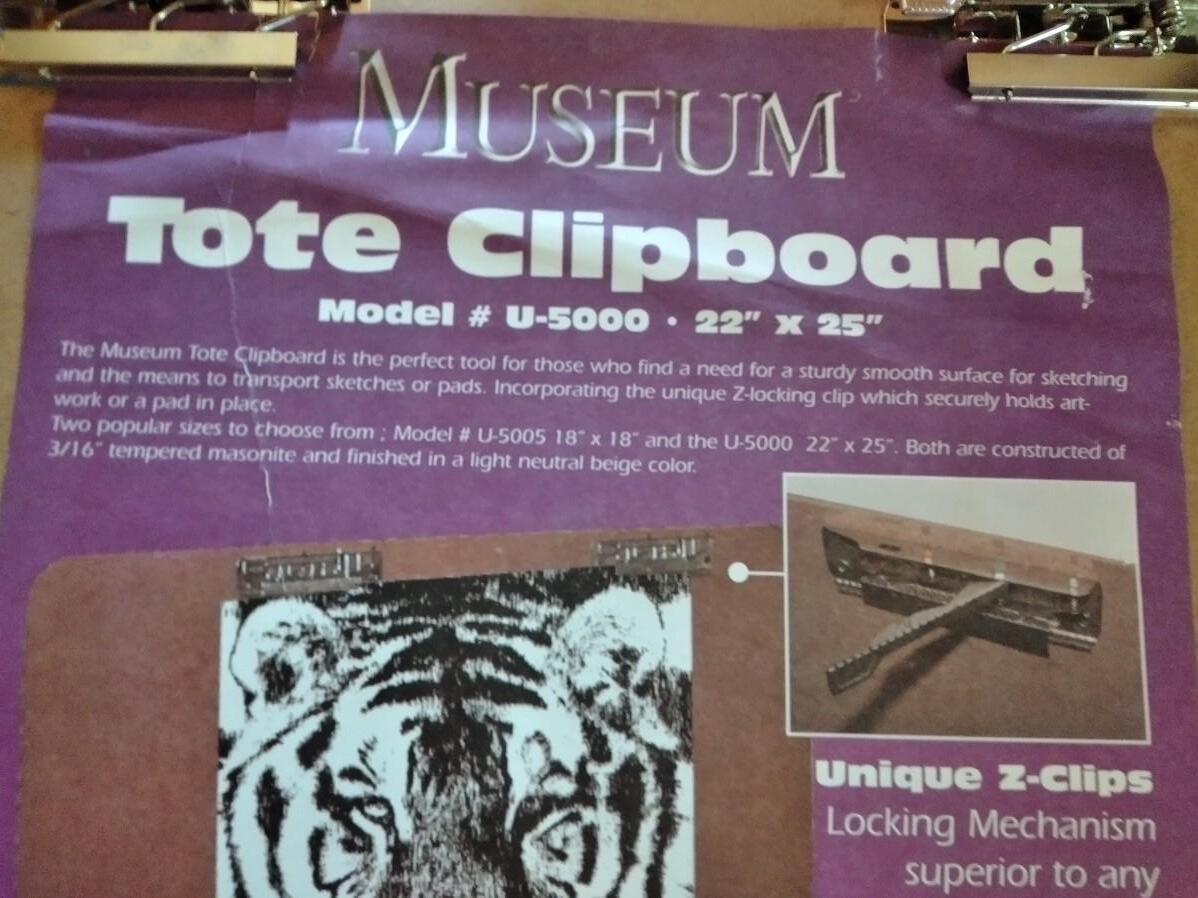 MUSEUM
Tote Clipboard
Model # U-5000 • 22" x 25"
The Museum Tote Clipboard is the perfect tool for those who find a need for a sturdy smooth surface for sketching
and the means to transport sketches or pads. Incorporating the unique Z-locking clip which securely holds art-
work or a pad in place.
Two popular sizes to choose from ; Model # U-5005 18" x 18" and the U-5000 22" x 25". Both are constructed of
3/16" tempered masonite and finished in a light neutral beige color.
Unique Z-Clips
Locking Mechanism
superior to any